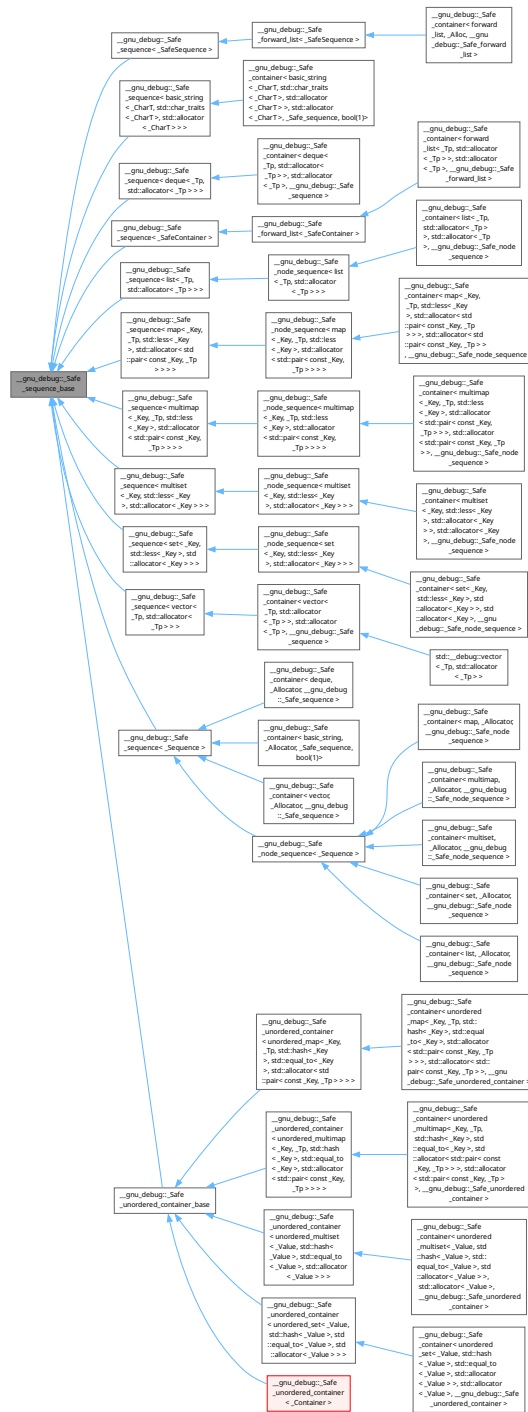 __gnu_debug::_Safe
_sequence_base
__gnu_debug::_Safe
_sequence< _SafeSequence >
__gnu_debug::_Safe
_forward_list< _SafeSequence >
__gnu_debug::_Safe
_container< forward
_list, _Alloc, __gnu
_debug::_Safe_forward
_list >
__gnu_debug::_Safe
_sequence< basic_string
< _CharT, std::char_traits
< _CharT >, std::allocator
< _CharT > > >
__gnu_debug::_Safe
_container< basic_string
< _CharT, std::char_traits
< _CharT >, std::allocator
< _CharT > >, std::allocator
< _CharT >, _Safe_sequence, bool(1)>
__gnu_debug::_Safe
_sequence< deque< _Tp,
std::allocator< _Tp > > >
__gnu_debug::_Safe
_container< deque<
_Tp, std::allocator<
_Tp > >, std::allocator
< _Tp >, __gnu_debug::_Safe
_sequence >
__gnu_debug::_Safe
_sequence< _SafeContainer >
__gnu_debug::_Safe
_forward_list< _SafeContainer >
__gnu_debug::_Safe
_container< forward
_list< _Tp, std::allocator
< _Tp > >, std::allocator
< _Tp >, __gnu_debug::_Safe
_forward_list >
__gnu_debug::_Safe
_sequence< list< _Tp,
std::allocator< _Tp > > >
__gnu_debug::_Safe
_node_sequence< list
< _Tp, std::allocator
< _Tp > > >
__gnu_debug::_Safe
_container< list< _Tp,
std::allocator< _Tp >
>, std::allocator< _Tp
>, __gnu_debug::_Safe_node
_sequence >
__gnu_debug::_Safe
_sequence< map< _Key,
_Tp, std::less< _Key
>, std::allocator< std
::pair< const _Key, _Tp
> > > >
__gnu_debug::_Safe
_node_sequence< map
< _Key, _Tp, std::less
< _Key >, std::allocator
< std::pair< const _Key,
_Tp > > > >
__gnu_debug::_Safe
_container< map< _Key,
_Tp, std::less< _Key
>, std::allocator< std
::pair< const _Key, _Tp
> > >, std::allocator< std
::pair< const _Key, _Tp > >
, __gnu_debug::_Safe_node_sequence >
__gnu_debug::_Safe
_sequence< multimap
< _Key, _Tp, std::less
< _Key >, std::allocator
< std::pair< const _Key,
_Tp > > > >
__gnu_debug::_Safe
_node_sequence< multimap
< _Key, _Tp, std::less
< _Key >, std::allocator
< std::pair< const _Key,
_Tp > > > >
__gnu_debug::_Safe
_container< multimap
< _Key, _Tp, std::less
< _Key >, std::allocator
< std::pair< const _Key,
_Tp > > >, std::allocator
< std::pair< const _Key, _Tp
> >, __gnu_debug::_Safe_node
_sequence >
__gnu_debug::_Safe
_sequence< multiset
< _Key, std::less< _Key
>, std::allocator< _Key > > >
__gnu_debug::_Safe
_node_sequence< multiset
< _Key, std::less< _Key
>, std::allocator< _Key > > >
__gnu_debug::_Safe
_container< multiset
< _Key, std::less< _Key
>, std::allocator< _Key
> >, std::allocator< _Key
>, __gnu_debug::_Safe_node
_sequence >
__gnu_debug::_Safe
_sequence< set< _Key,
std::less< _Key >, std
::allocator< _Key > > >
__gnu_debug::_Safe
_node_sequence< set
< _Key, std::less< _Key
>, std::allocator< _Key > > >
__gnu_debug::_Safe
_container< set< _Key,
std::less< _Key >, std
::allocator< _Key > >, std
::allocator< _Key >, __gnu
_debug::_Safe_node_sequence >
__gnu_debug::_Safe
_sequence< vector<
_Tp, std::allocator<
_Tp > > >
__gnu_debug::_Safe
_container< vector<
_Tp, std::allocator
< _Tp > >, std::allocator
< _Tp >, __gnu_debug::_Safe
_sequence >
std::__debug::vector
< _Tp, std::allocator
< _Tp > >
__gnu_debug::_Safe
_sequence< _Sequence >
__gnu_debug::_Safe
_container< deque,
_Allocator, __gnu_debug
::_Safe_sequence >
__gnu_debug::_Safe
_container< basic_string,
_Allocator, _Safe_sequence,
bool(1)>
__gnu_debug::_Safe
_container< vector,
_Allocator, __gnu_debug
::_Safe_sequence >
__gnu_debug::_Safe
_node_sequence< _Sequence >
__gnu_debug::_Safe
_container< map, _Allocator,
__gnu_debug::_Safe_node
_sequence >
__gnu_debug::_Safe
_container< multimap,
_Allocator, __gnu_debug
::_Safe_node_sequence >
__gnu_debug::_Safe
_container< multiset,
_Allocator, __gnu_debug
::_Safe_node_sequence >
__gnu_debug::_Safe
_container< set, _Allocator,
__gnu_debug::_Safe_node
_sequence >
__gnu_debug::_Safe
_container< list, _Allocator,
__gnu_debug::_Safe_node
_sequence >
__gnu_debug::_Safe
_unordered_container_base
__gnu_debug::_Safe
_unordered_container
< unordered_map< _Key,
_Tp, std::hash< _Key
>, std::equal_to< _Key
>, std::allocator< std
::pair< const _Key, _Tp > > > >
__gnu_debug::_Safe
_container< unordered
_map< _Key, _Tp, std::
hash< _Key >, std::equal
_to< _Key >, std::allocator
< std::pair< const _Key, _Tp
> > >, std::allocator< std::
pair< const _Key, _Tp > >, __gnu
_debug::_Safe_unordered_container >
__gnu_debug::_Safe
_unordered_container
< unordered_multimap
< _Key, _Tp, std::hash
< _Key >, std::equal_to
< _Key >, std::allocator
< std::pair< const _Key,
_Tp > > > >
__gnu_debug::_Safe
_container< unordered
_multimap< _Key, _Tp,
std::hash< _Key >, std
::equal_to< _Key >, std
::allocator< std::pair< const
_Key, _Tp > > >, std::allocator
< std::pair< const _Key, _Tp >
>, __gnu_debug::_Safe_unordered
_container >
__gnu_debug::_Safe
_unordered_container
< unordered_multiset
< _Value, std::hash<
_Value >, std::equal_to
< _Value >, std::allocator
< _Value > > >
__gnu_debug::_Safe
_container< unordered
_multiset< _Value, std
::hash< _Value >, std::
equal_to< _Value >, std
::allocator< _Value > >,
std::allocator< _Value >,
__gnu_debug::_Safe_unordered
_container >
__gnu_debug::_Safe
_unordered_container
< unordered_set< _Value,
std::hash< _Value >, std
::equal_to< _Value >, std
::allocator< _Value > > >
__gnu_debug::_Safe
_container< unordered
_set< _Value, std::hash
< _Value >, std::equal_to
< _Value >, std::allocator
< _Value > >, std::allocator
< _Value >, __gnu_debug::_Safe
_unordered_container >
__gnu_debug::_Safe
_unordered_container
< _Container >